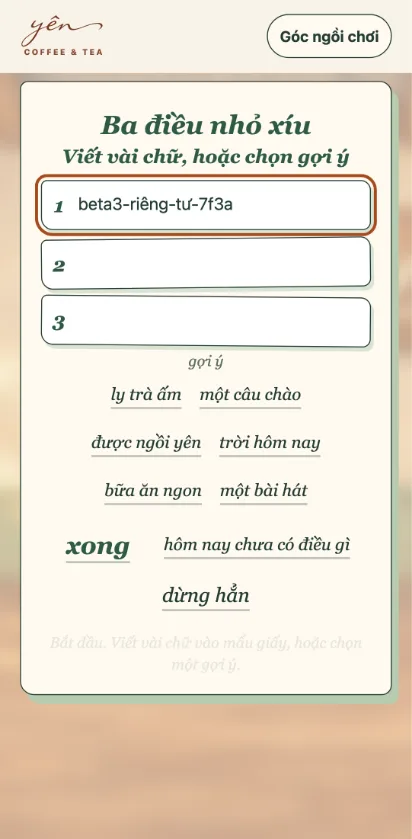 yên
COFFEE & TEA
Góc ngồi chơi
Ba điều nhỏ xíu
Viết vài chữ, hoặc chọn gợi ý
1 beta3-riêng-tư-7f3a
2
3
gợi ý
ly trà ấm một câu chào
được ngồi yên trời hôm nay
bữa ăn ngon một bài hát
xong hôm nay chưa có điều gì
dừng hẳn
Bắt đầu. Viết vài chữ vào mẩu giấy, hoặc chọn
một gợi ý.